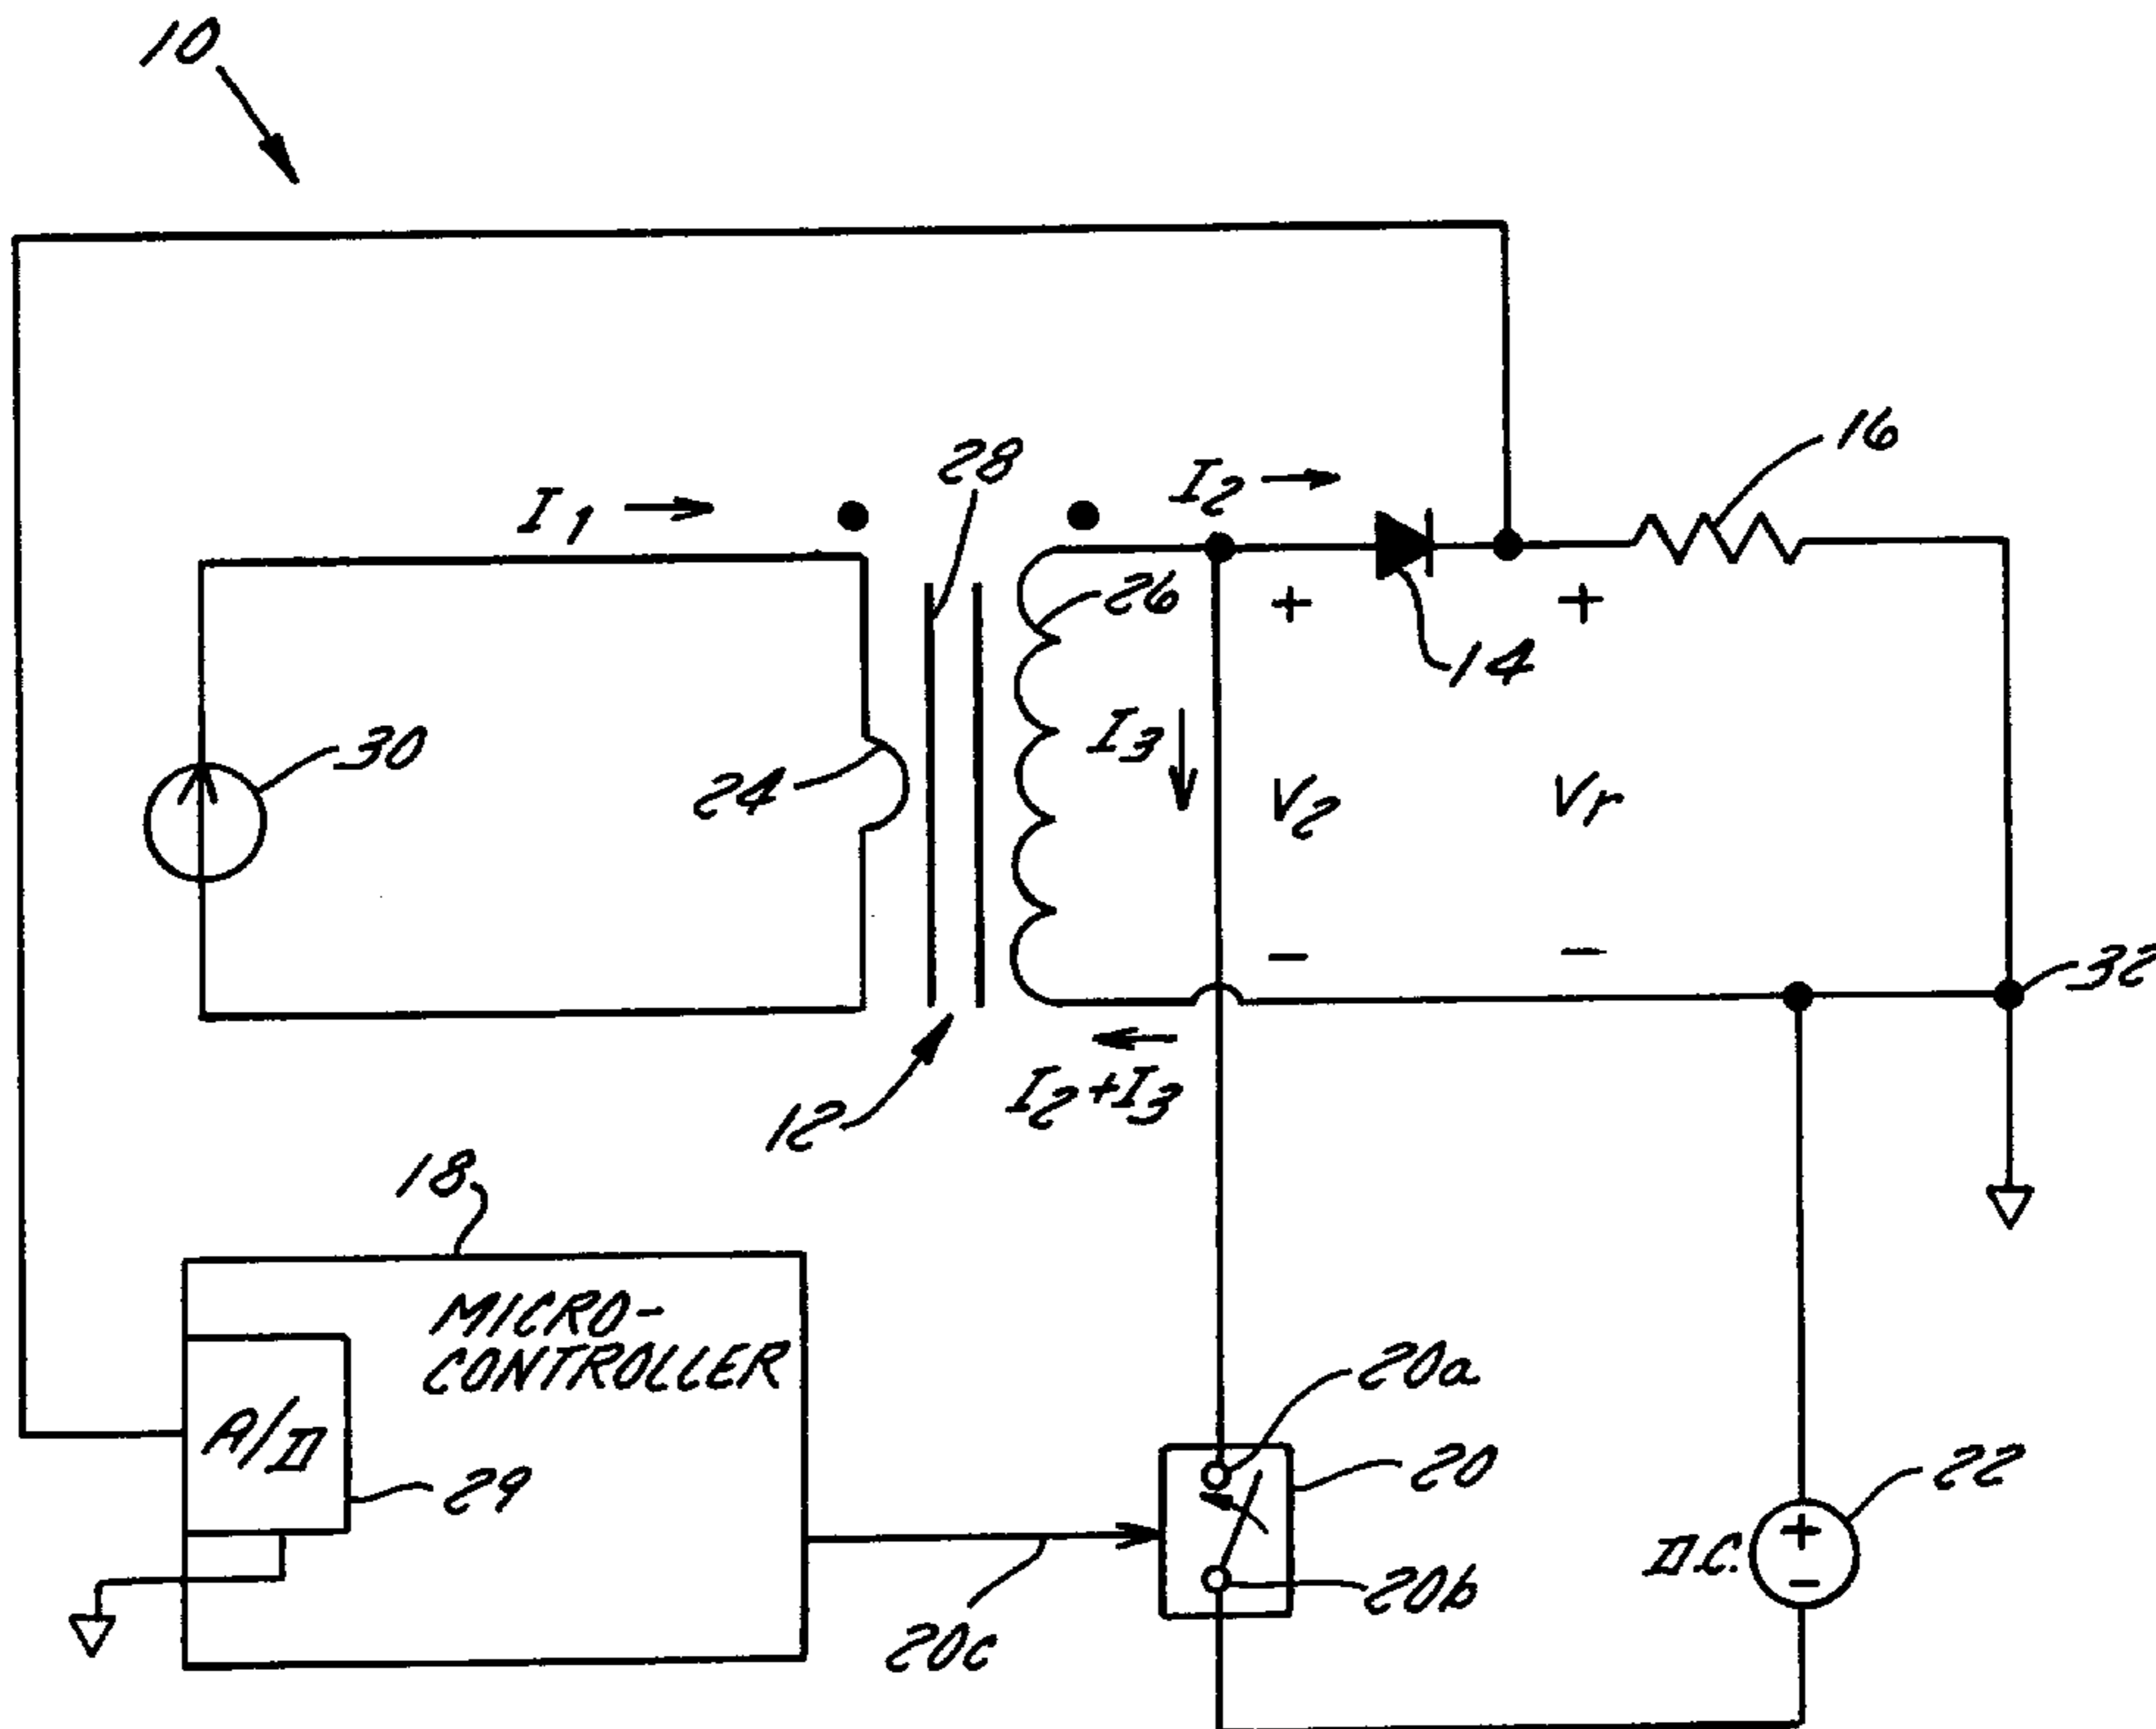 10
28
I2
16
I1
26
14
30
24
I3
V2
Vr
32
I2+I3
12
18
MICRO-
CONTROLLER
A/D
29
20a
20
22
D.C.
20b
20c
+
+
-
-
+
-